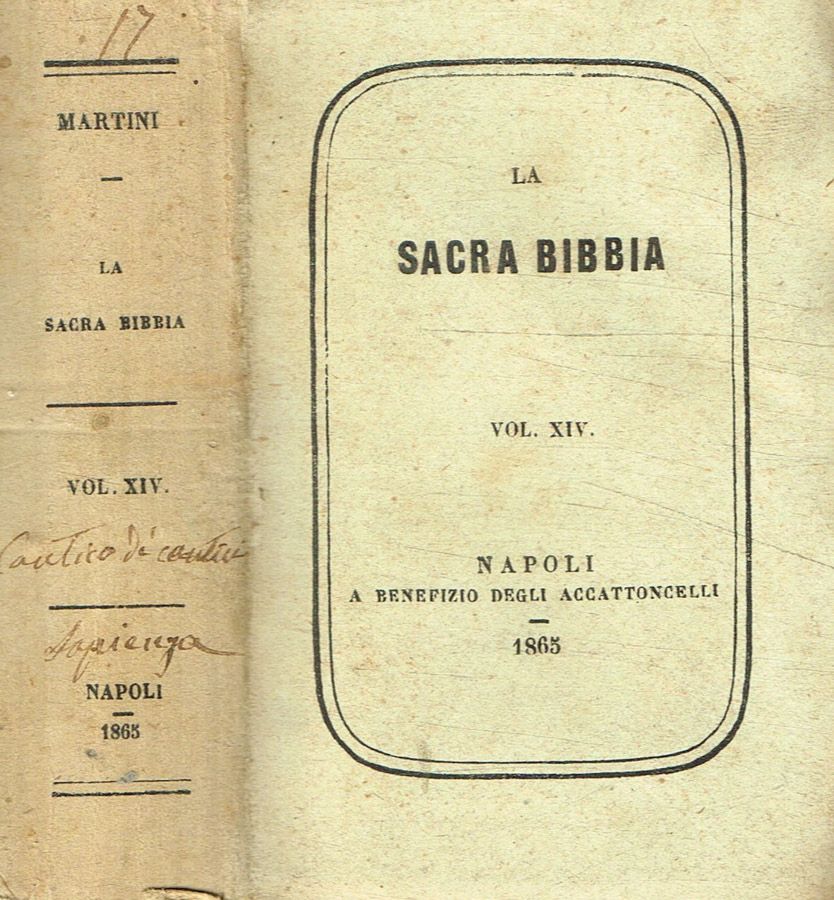 17
MARTINI
LA
SACRA BIBBIA
VOL. XIV.
Cantico de' cantici
Sapienza
NAPOLI
1865
LA
SACRA BIBBIA
VOL. XIV.
NAPOLI
A BENEFIZIO DEGLI ACCATTONCELLI
1865